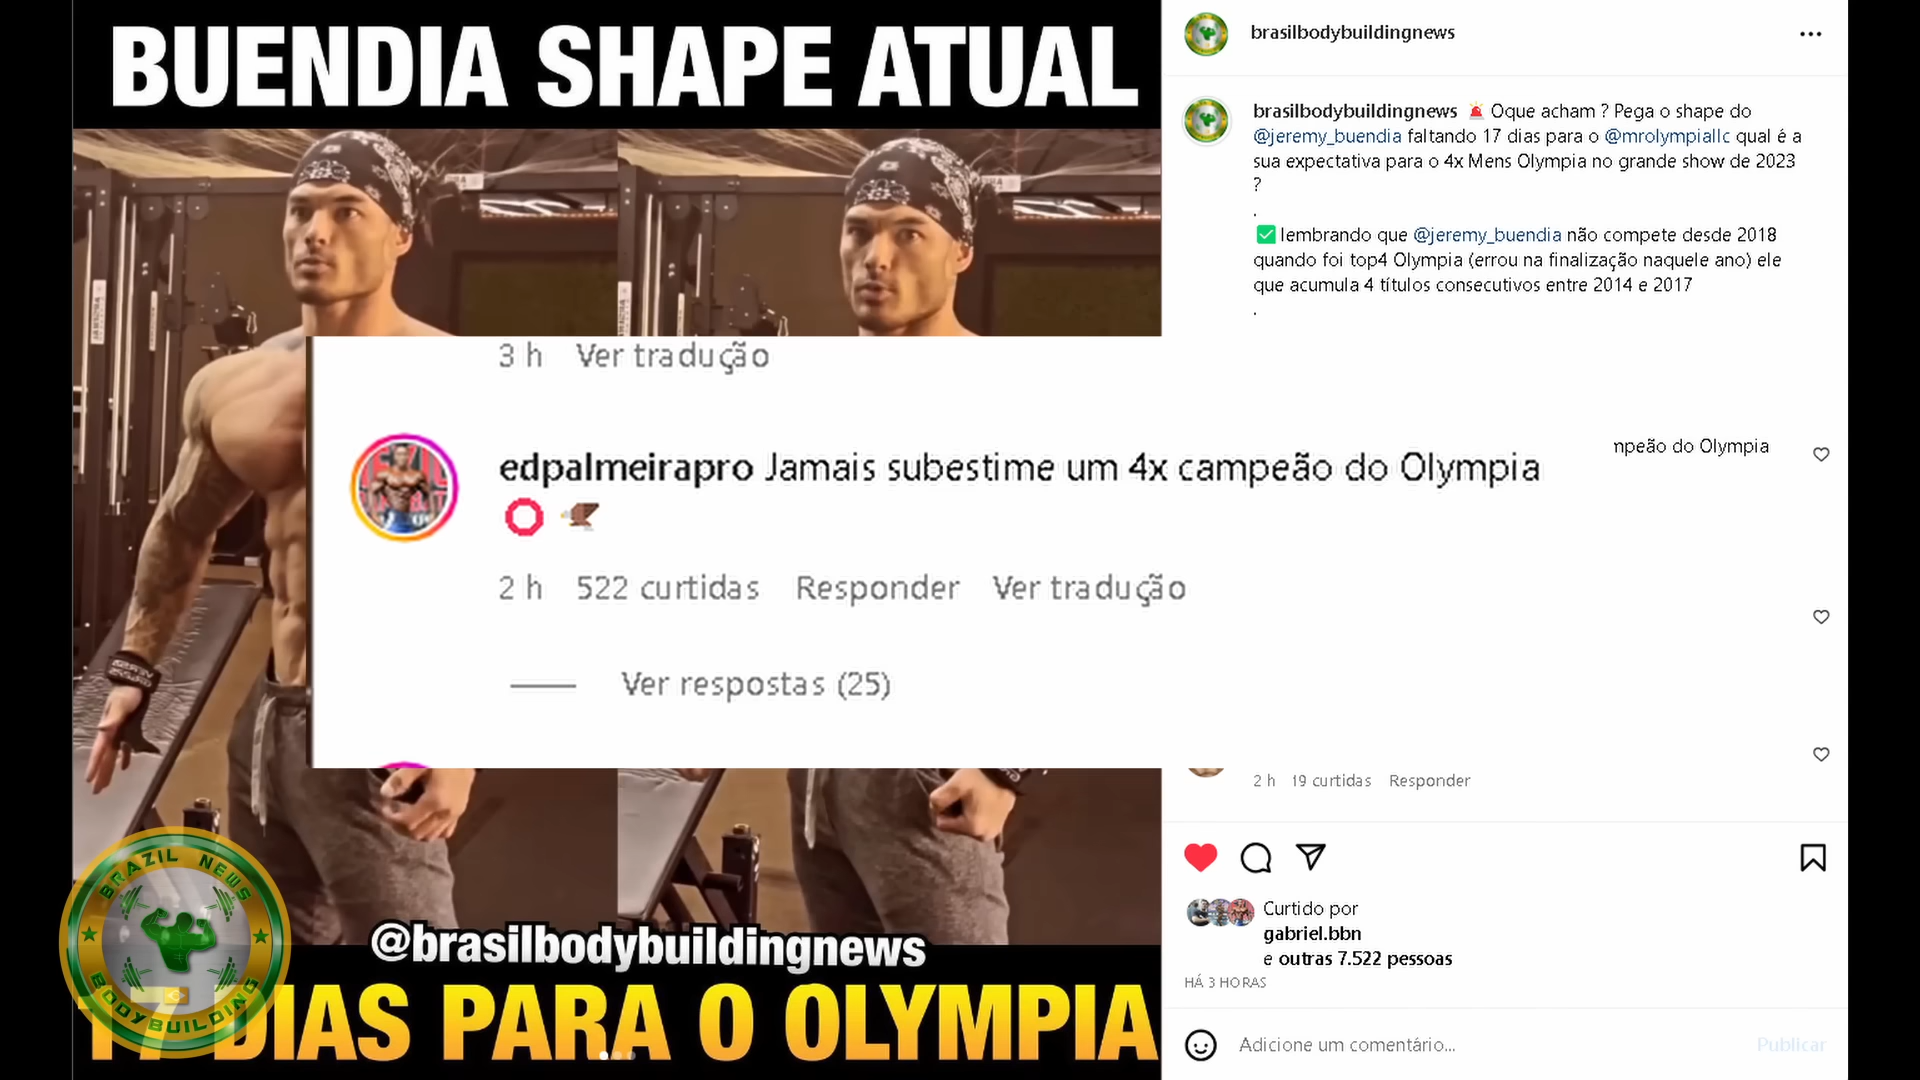 BUENDIA SHAPE ATUAL
@brasilbodybuildingnews
17 DIAS PARA O OLYMPIA
BRAZIL NEWS
BODYBUILDING
brasilbodybuildingnews
brasilbodybuildingnews 🚨 Oque acham ? Pega o shape do
@jeremy_buendia faltando 17 dias para o @mrolympiallc qual é a
sua expectativa para o 4x Mens Olympia no grande show de 2023
?
.
✅ lembrando que @jeremy_buendia não compete desde 2018
quando foi top4 Olympia (errou na finalização naquele ano) ele
que acumula 4 títulos consecutivos entre 2014 e 2017
.
3 h Ver tradução
edpalmeirapro Jamais subestime um 4x campeão do Olympia
⭕ 🦅
2 h 522 curtidas Responder Ver tradução
Ver respostas (25)
mpeão do Olympia
2 h 19 curtidas Responder
Curtido por
gabriel.bbn
e outras 7.522 pessoas
HÁ 3 HORAS
Adicione um comentário...
Publicar